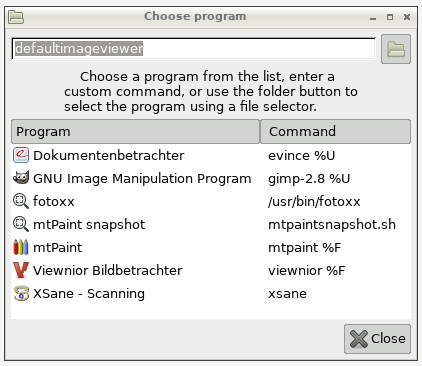 Choose program
defaultimageviewer
Choose a program from the list, enter a
custom command, or use the folder button to
select the program using a file selector.
Program Command
Dokumentenbetrachter evince %U
GNU Image Manipulation Program gimp-2.8 %U
fotoxx /usr/bin/fotoxx
mtPaint snapshot mtpaintsnapshot.sh
mtPaint mtpaint %F
Viewnior Bildbetrachter viewnior %F
XSane - Scanning xsane
Close